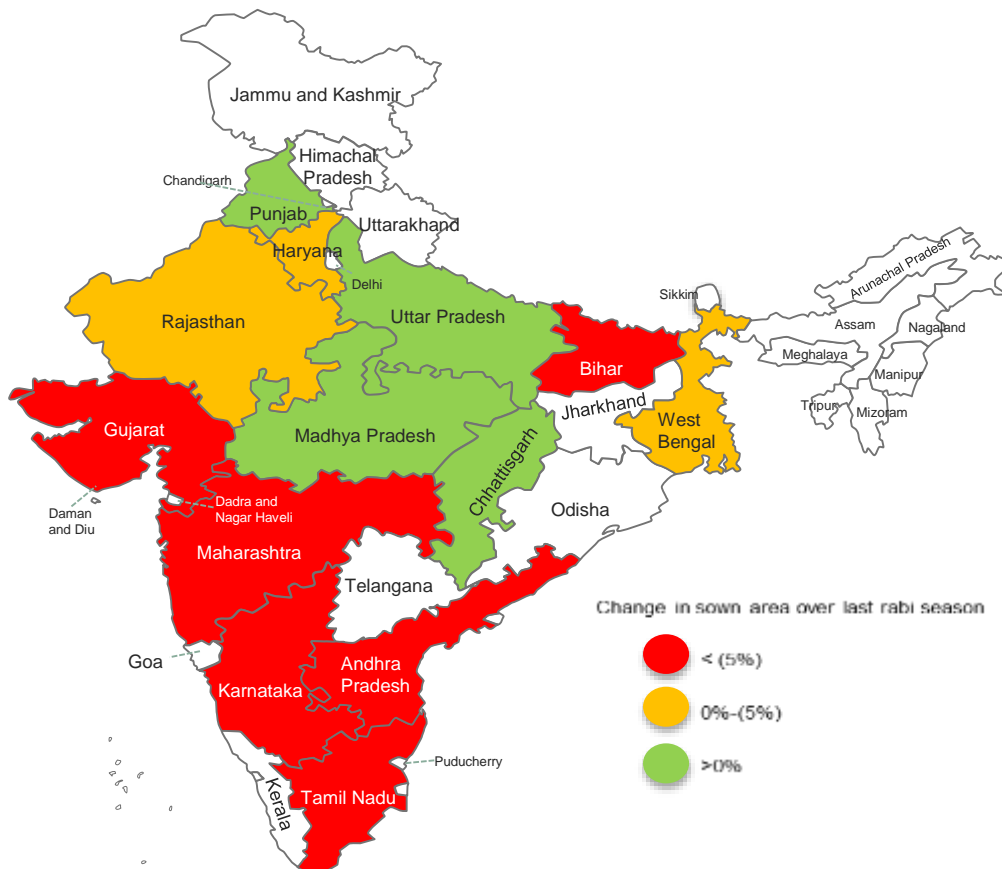 Jammu and Kashmir
Himachal
Pradesh
Chandigarh
Punjab
Uttarakhand
Haryana
Delhi
Arunachal Pradesh
Sikkim
Rajasthan
Uttar Pradesh
Assam
Nagaland
Meghalaya
Bihar
Manipur
Jharkhand
Tripura
Mizoram
Gujarat
Madhya Pradesh
West
Bengal
Chhattisgarh
Daman
and Diu
Dadra and
Nagar Haveli
Odisha
Maharashtra
Telangana
Change in sown area over last rabi season
Goa
Andhra
Pradesh
< (5%)
Karnataka
0%-(5%)
Puducherry
>0%
Kerala
Tamil Nadu